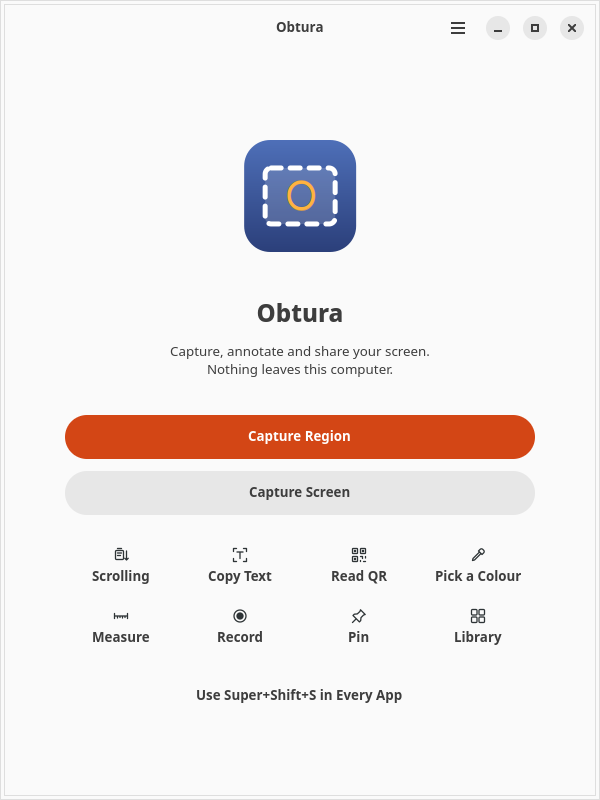 Obtura
Obtura
Capture, annotate and share your screen.
Nothing leaves this computer.
Capture Region
Capture Screen
Scrolling
Copy Text
Read QR
Pick a Colour
Measure
Record
Pin
Library
Use Super+Shift+S in Every App